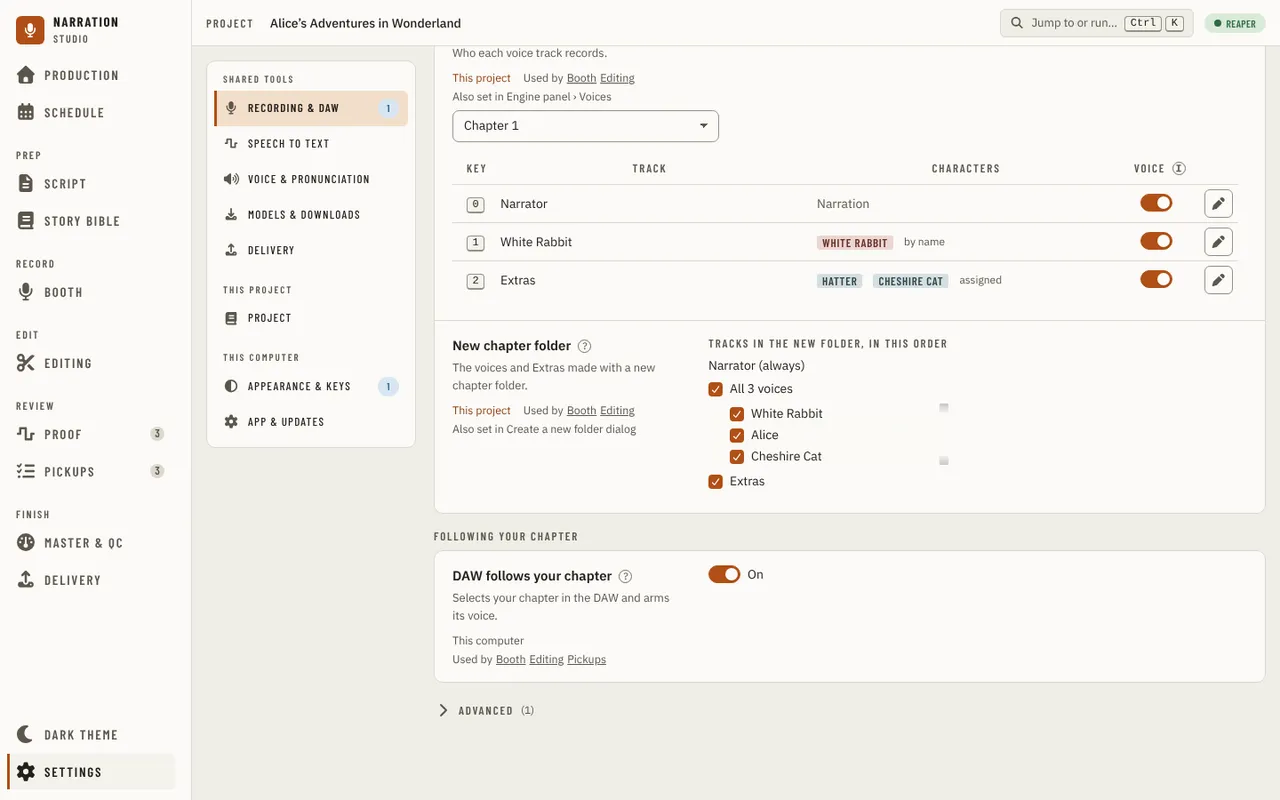 NARRATION
STUDIO
PRODUCTION
SCHEDULE
PREP
SCRIPT
STORY BIBLE
RECORD
BOOTH
EDIT
EDITING
REVIEW
PROOF 3
PICKUPS 3
FINISH
MASTER & QC
DELIVERY
DARK THEME
SETTINGS
PROJECT Alice's Adventures in Wonderland
Jump to or run... Ctrl K
REAPER
SHARED TOOLS
RECORDING & DAW 1
SPEECH TO TEXT
VOICE & PRONUNCIATION
MODELS & DOWNLOADS
DELIVERY
THIS PROJECT
PROJECT
THIS COMPUTER
APPEARANCE & KEYS 1
APP & UPDATES
Who each voice track records.
This project Used by Booth Editing
Also set in Engine panel › Voices
Chapter 1
KEY TRACK CHARACTERS VOICE I
0 Narrator Narration
1 White Rabbit WHITE RABBIT by name
2 Extras HATTER CHESHIRE CAT assigned
New chapter folder ?
The voices and Extras made with a new
chapter folder.
This project Used by Booth Editing
Also set in Create a new folder dialog
TRACKS IN THE NEW FOLDER, IN THIS ORDER
Narrator (always)
All 3 voices
White Rabbit
Alice
Cheshire Cat
Extras
FOLLOWING YOUR CHAPTER
DAW follows your chapter ?
Selects your chapter in the DAW and arms
its voice.
This computer
Used by Booth Editing Pickups
On
ADVANCED (1)